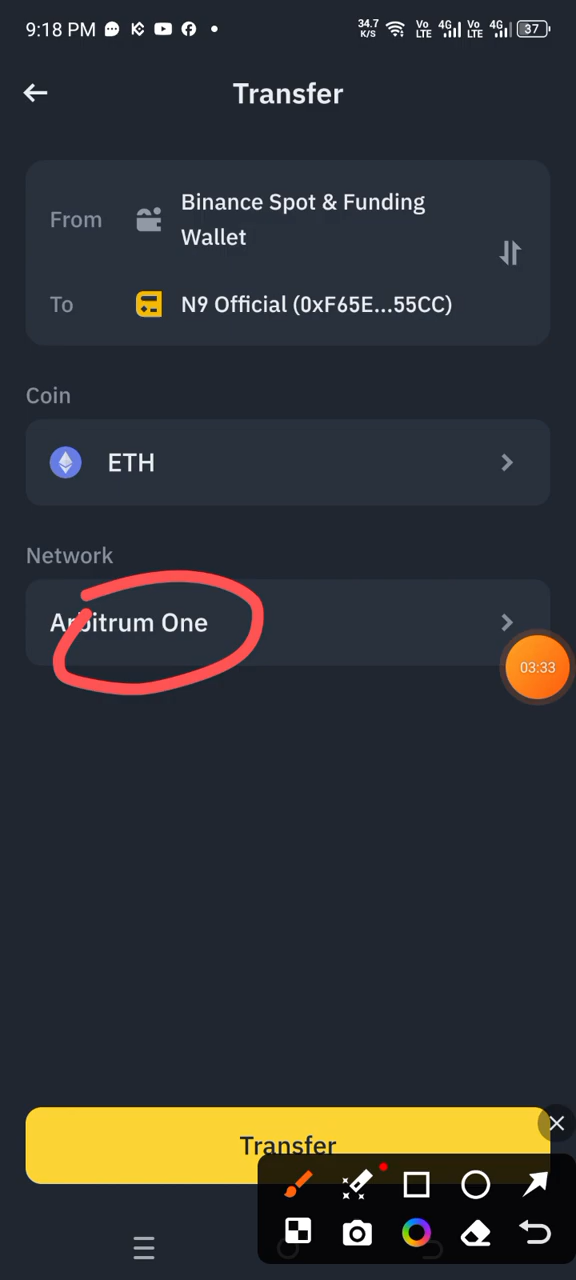 9:18 PM
34.7
K/S
Vo
LTE
4G
Vo
LTE
4G
37
Transfer
From
Binance Spot & Funding
Wallet
To
N9 Official (0xF65E...55CC)
Coin
ETH
Network
Arbitrum One
03:33
Transfer